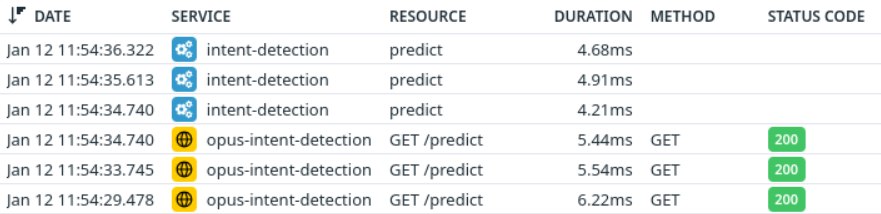 DATE SERVICE RESOURCE DURATION METHOD STATUS CODE
Jan 12 11:54:36.322 intent-detection predict 4.68ms
Jan 12 11:54:35.613 intent-detection predict 4.91ms
Jan 12 11:54:34.740 intent-detection predict 4.21ms
Jan 12 11:54:34.740 opus-intent-detection GET /predict 5.44ms GET 200
Jan 12 11:54:33.745 opus-intent-detection GET /predict 5.54ms GET 200
Jan 12 11:54:29.478 opus-intent-detection GET /predict 6.22ms GET 200